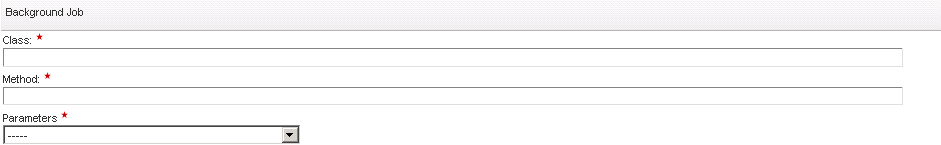 Background Job
Class: *
Method: *
Parameters *
-----